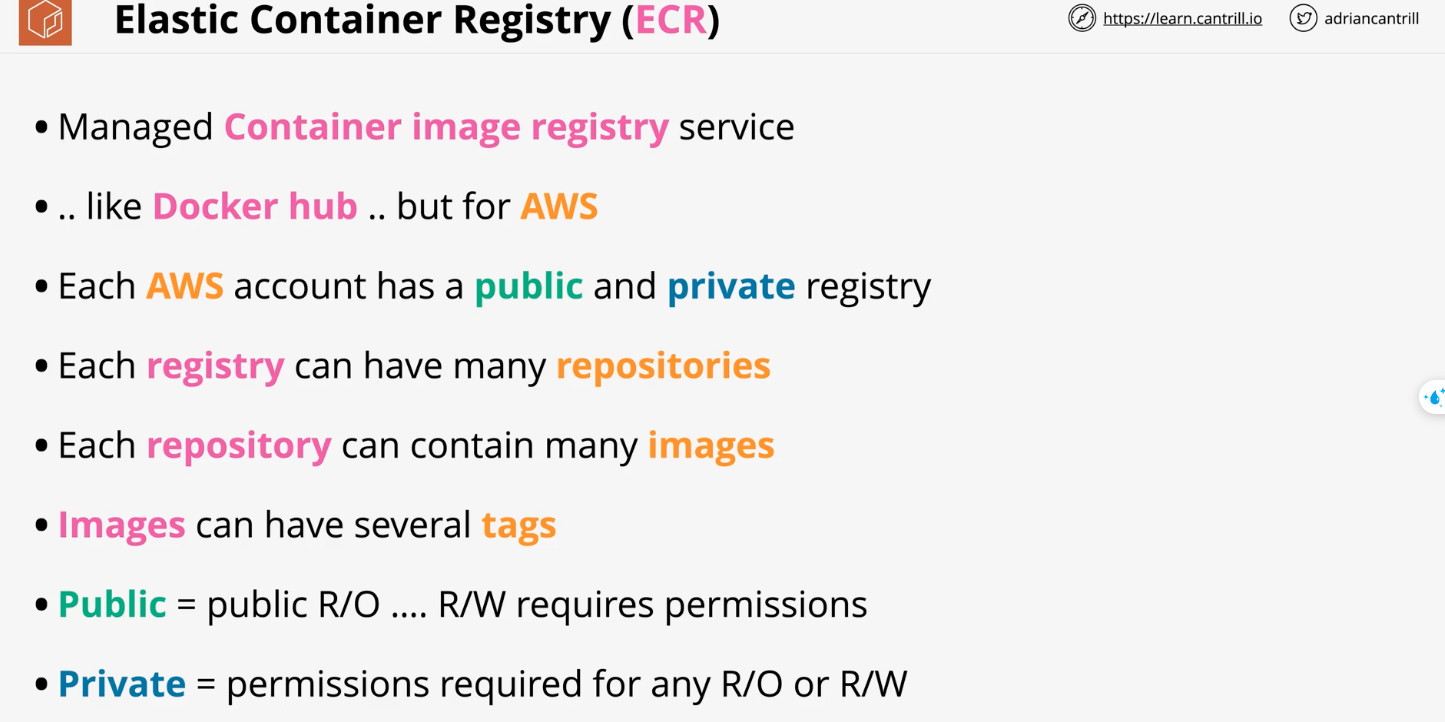 Elastic Container Registry (ECR)
https://learn.cantrill.io
adriancantrill
• Managed Container image registry service
• .. like Docker hub .. but for AWS
• Each AWS account has a public and private registry
• Each registry can have many repositories
• Each repository can contain many images
• Images can have several tags
• Public = public R/O .... R/W requires permissions
• Private = permissions required for any R/O or R/W